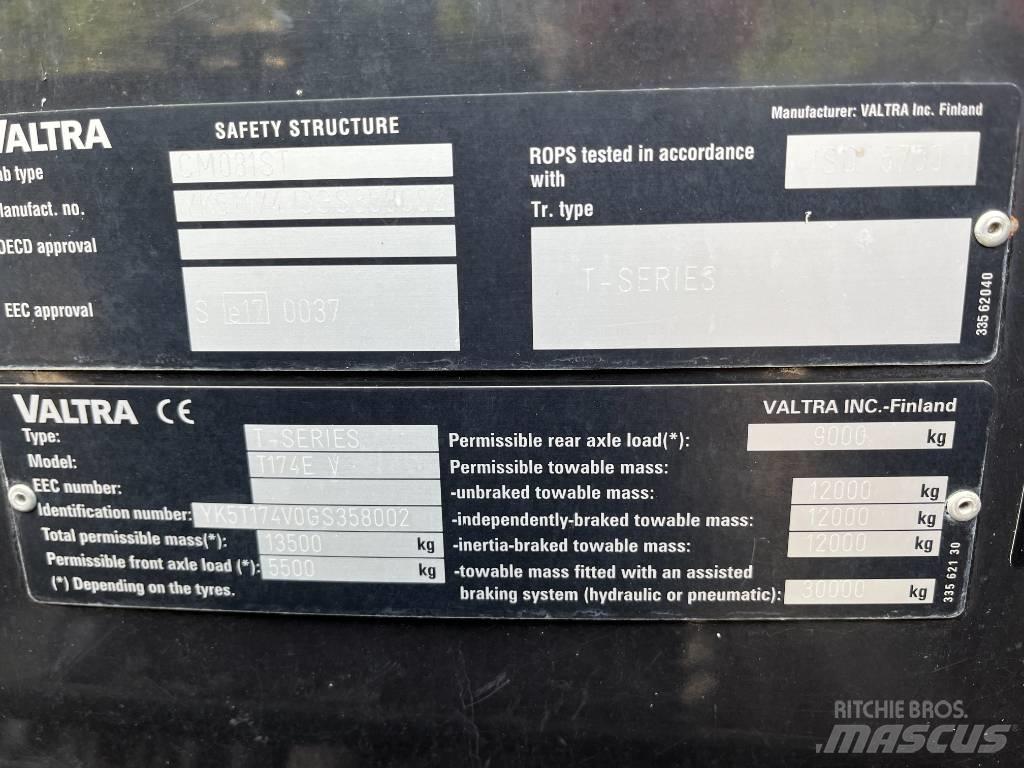 VALTRA SAFETY STRUCTURE Manufacturer: VALTRA Inc. Finland
type CM031ST ROPS tested in accordance with ISO 5750
Manufact. no.
Tr. type
OECD approval
EEC approval S e17 0037 T-SERIES
335 62040
VALTRA CE VALTRA INC.-Finland
Type: T-SERIES Permissible rear axle load(*): 9000 kg
Model: T174E V Permissible towable mass:
EEC number: -unbraked towable mass: 12000 kg
Identification number: YK5T174V0GS358002 -independently-braked towable mass: 12000 kg
Total permissible mass(*): 13500 kg -inertia-braked towable mass: 12000 kg
Permissible front axle load (*): 5500 kg -towable mass fitted with an assisted
(*) Depending on the tyres. braking system (hydraulic or pneumatic): 30000 kg
335 621 30
RITCHIE BROS.
MASCUS